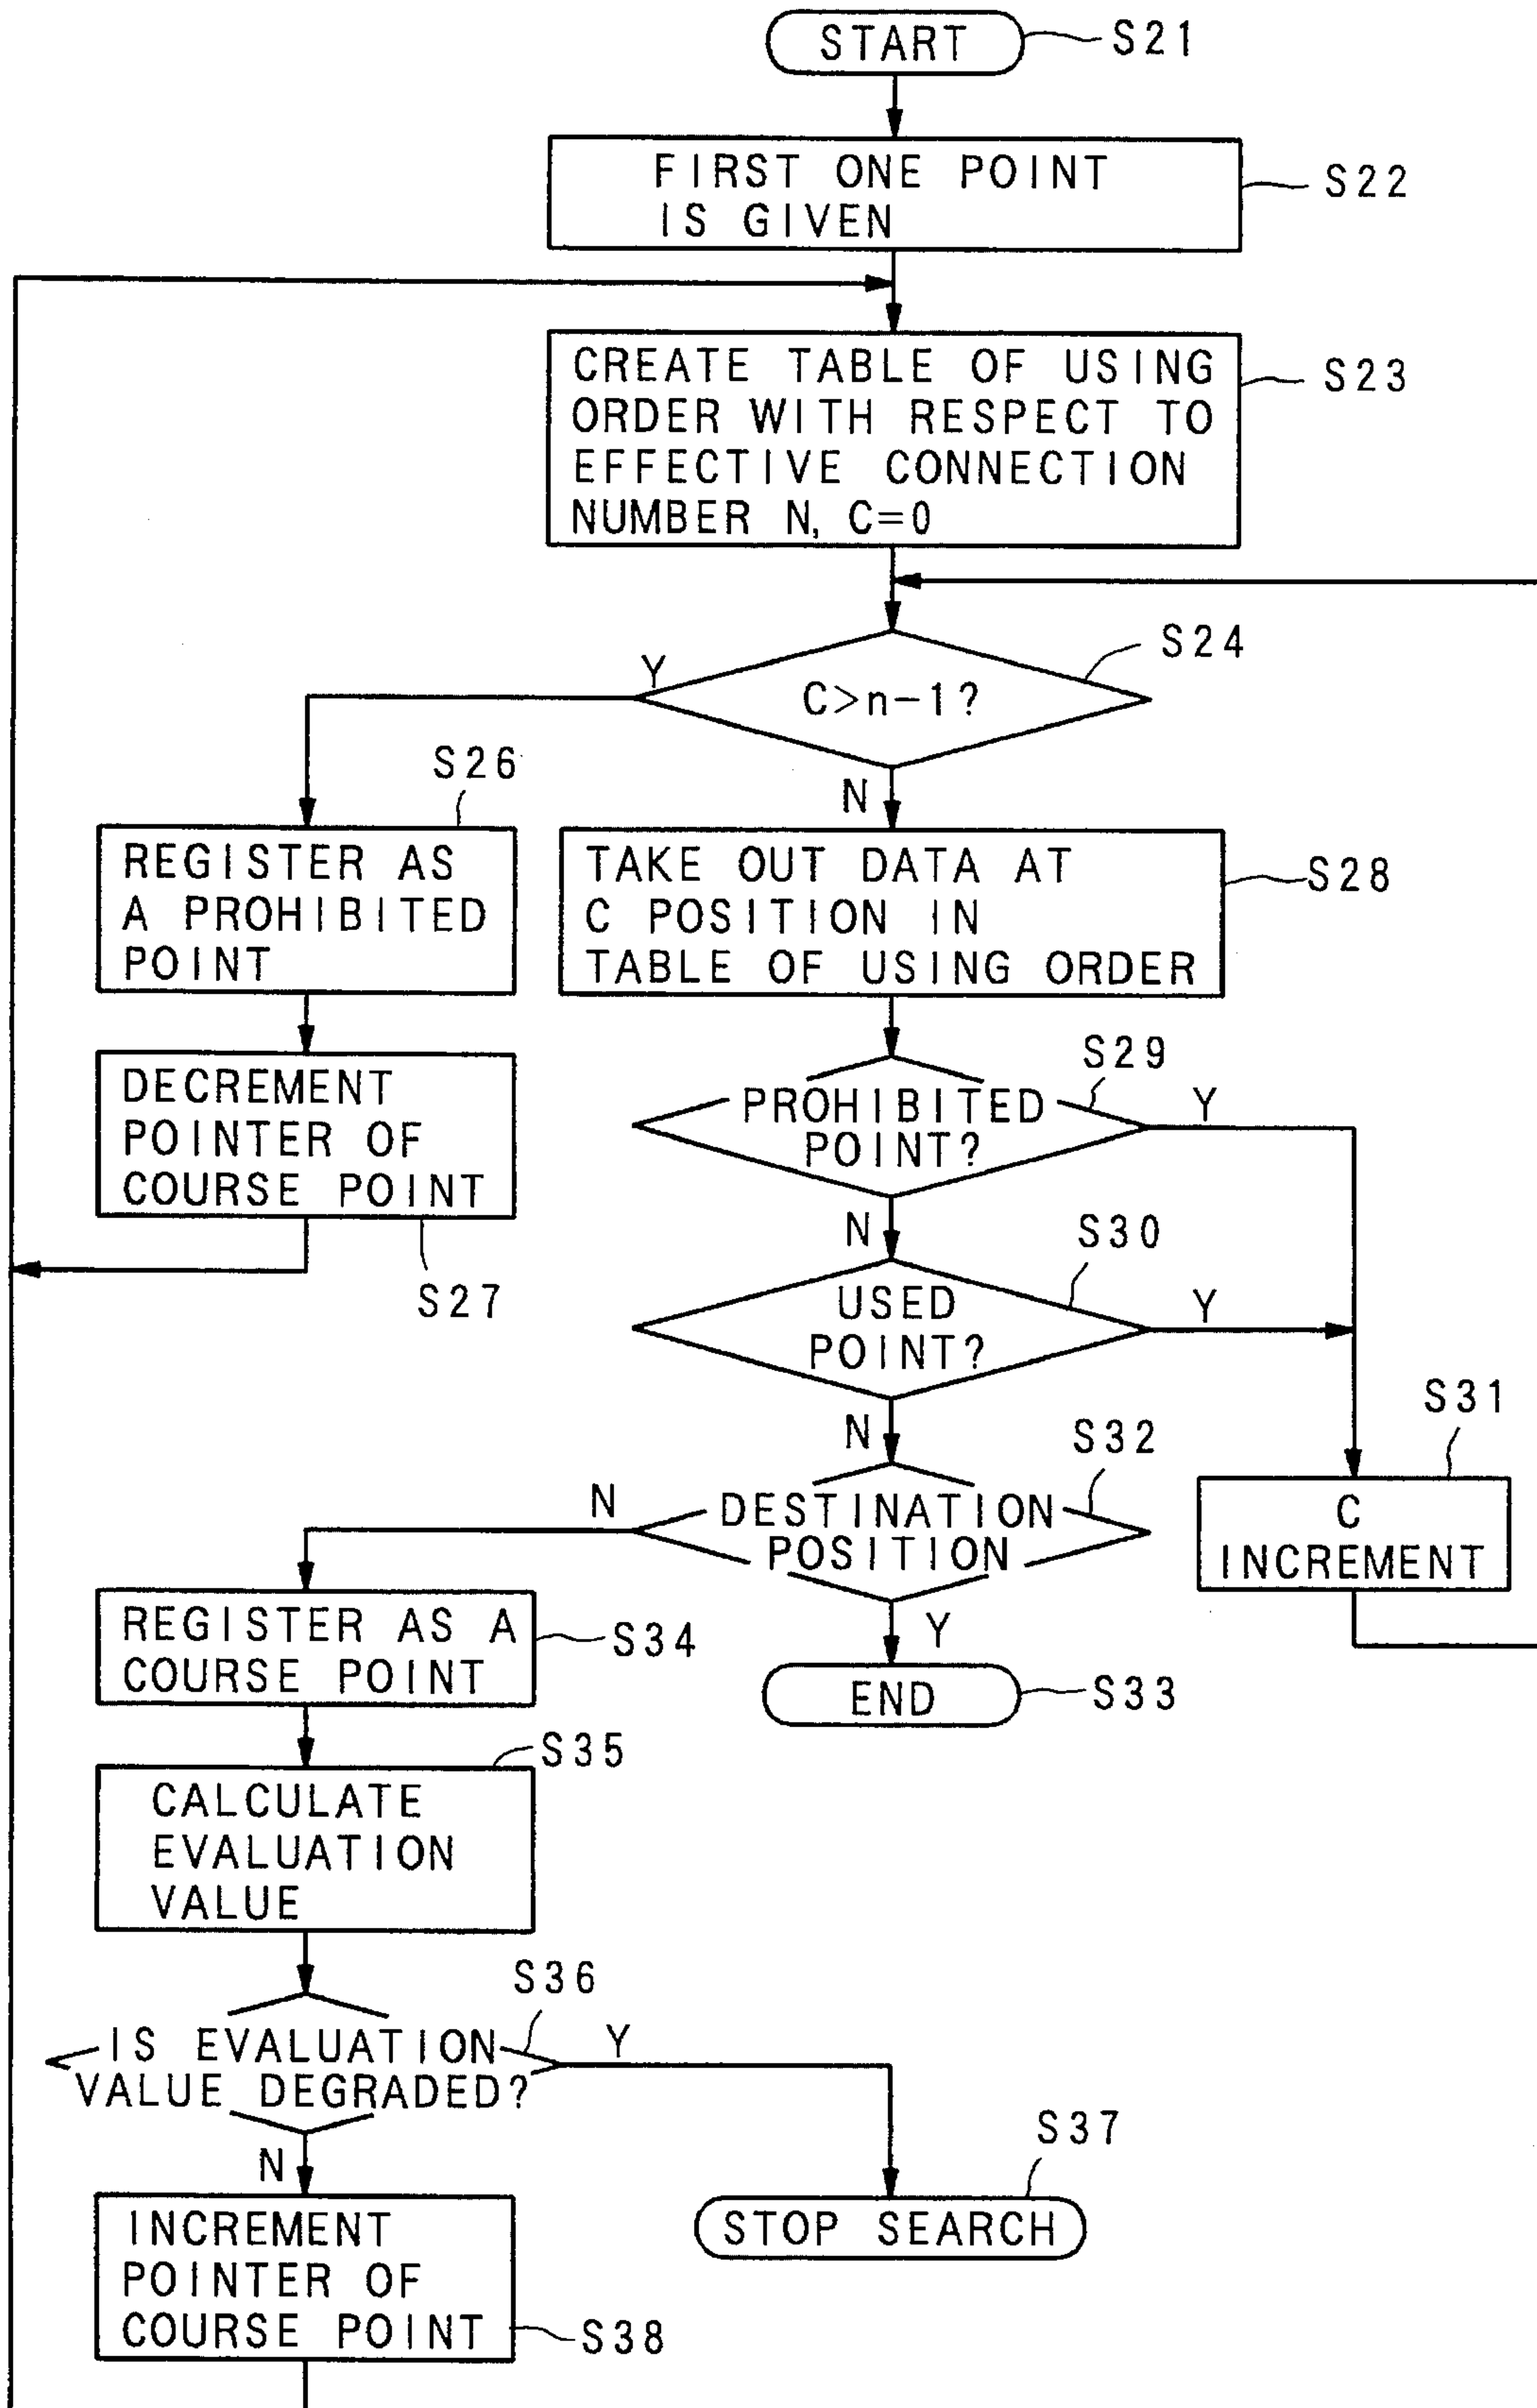 START
S21
FIRST ONE POINT
IS GIVEN
S22
CREATE TABLE OF USING
ORDER WITH RESPECT TO
EFFECTIVE CONNECTION
NUMBER N, C=0
S23
S24
Y
C>n-1?
N
S26
REGISTER AS
A PROHIBITED
POINT
TAKE OUT DATA AT
C POSITION IN
TABLE OF USING ORDER
S28
DECREMENT
POINTER OF
COURSE POINT
S27
S29
PROHIBITED
POINT?
Y
N
S30
USED
POINT?
Y
N
S31
C
INCREMENT
S32
DESTINATION
POSITION
N
Y
END
S33
REGISTER AS A
COURSE POINT
S34
S35
CALCULATE
EVALUATION
VALUE
S36
IS EVALUATION
VALUE DEGRADED?
Y
N
S37
STOP SEARCH
INCREMENT
POINTER OF
COURSE POINT
S38